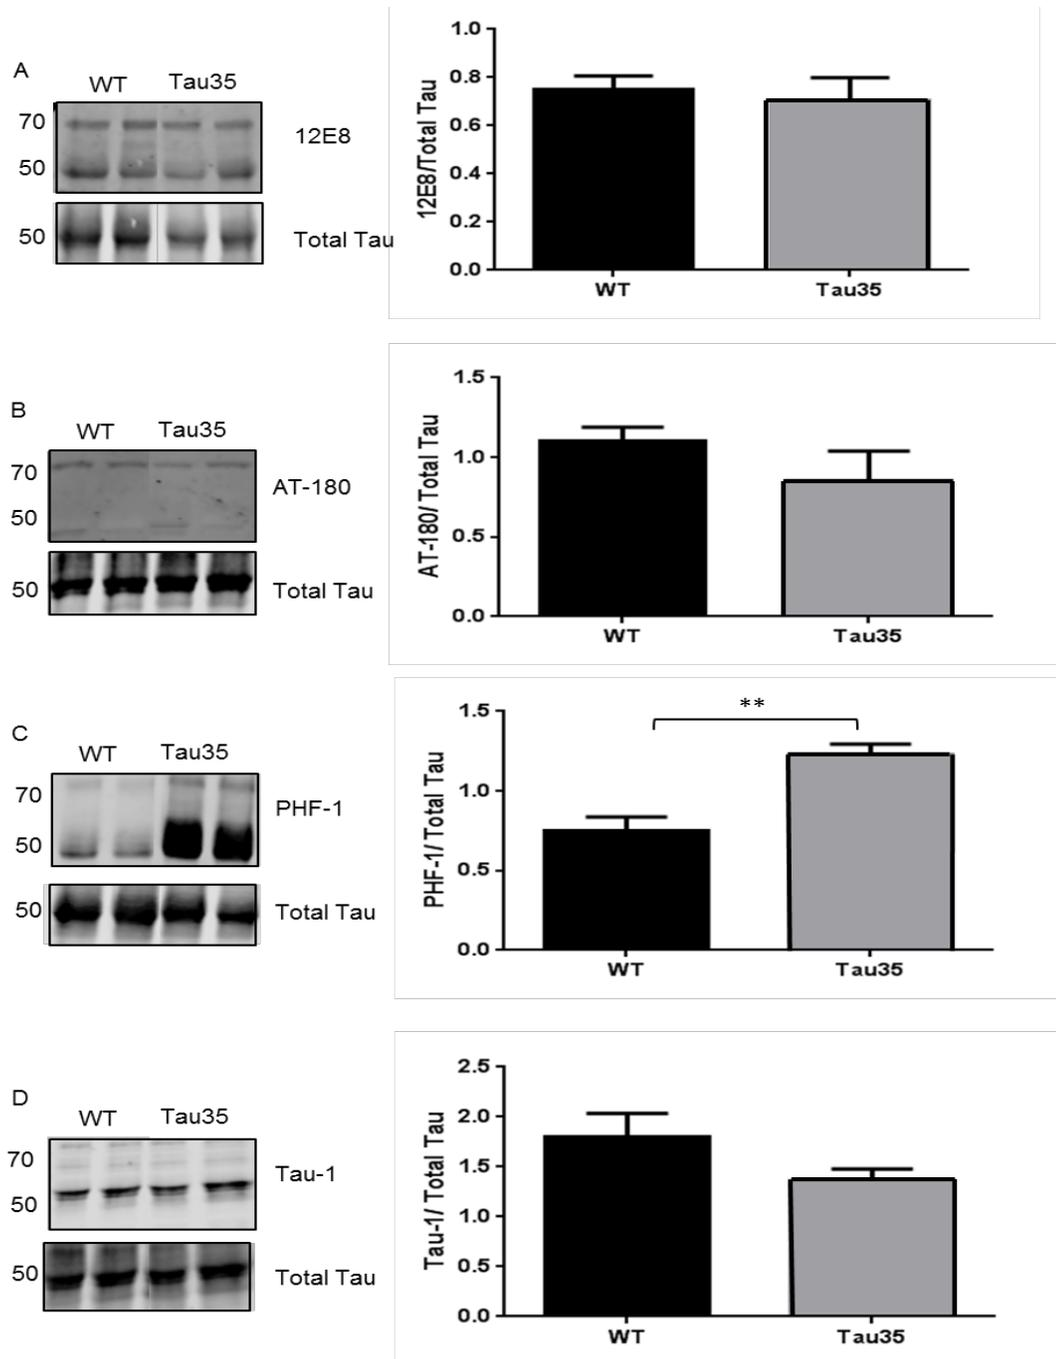 A
WT Tau35
70
50
12E8
50
Total Tau
12E8/Total Tau
1.0
0.8
0.6
0.4
0.2
0.0
WT Tau35
B
WT Tau35
70
50
AT-180
50
Total Tau
AT-180/ Total Tau
1.5
1.0
0.5
0.0
WT Tau35
C
WT Tau35
70
50
PHF-1
50
Total Tau
PHF-1/ Total Tau
1.5
1.0
0.5
0.0
**
WT Tau35
D
WT Tau35
70
50
Tau-1
50
Total Tau
Tau-1/ Total Tau
2.5
2.0
1.5
1.0
0.5
0.0
WT Tau35